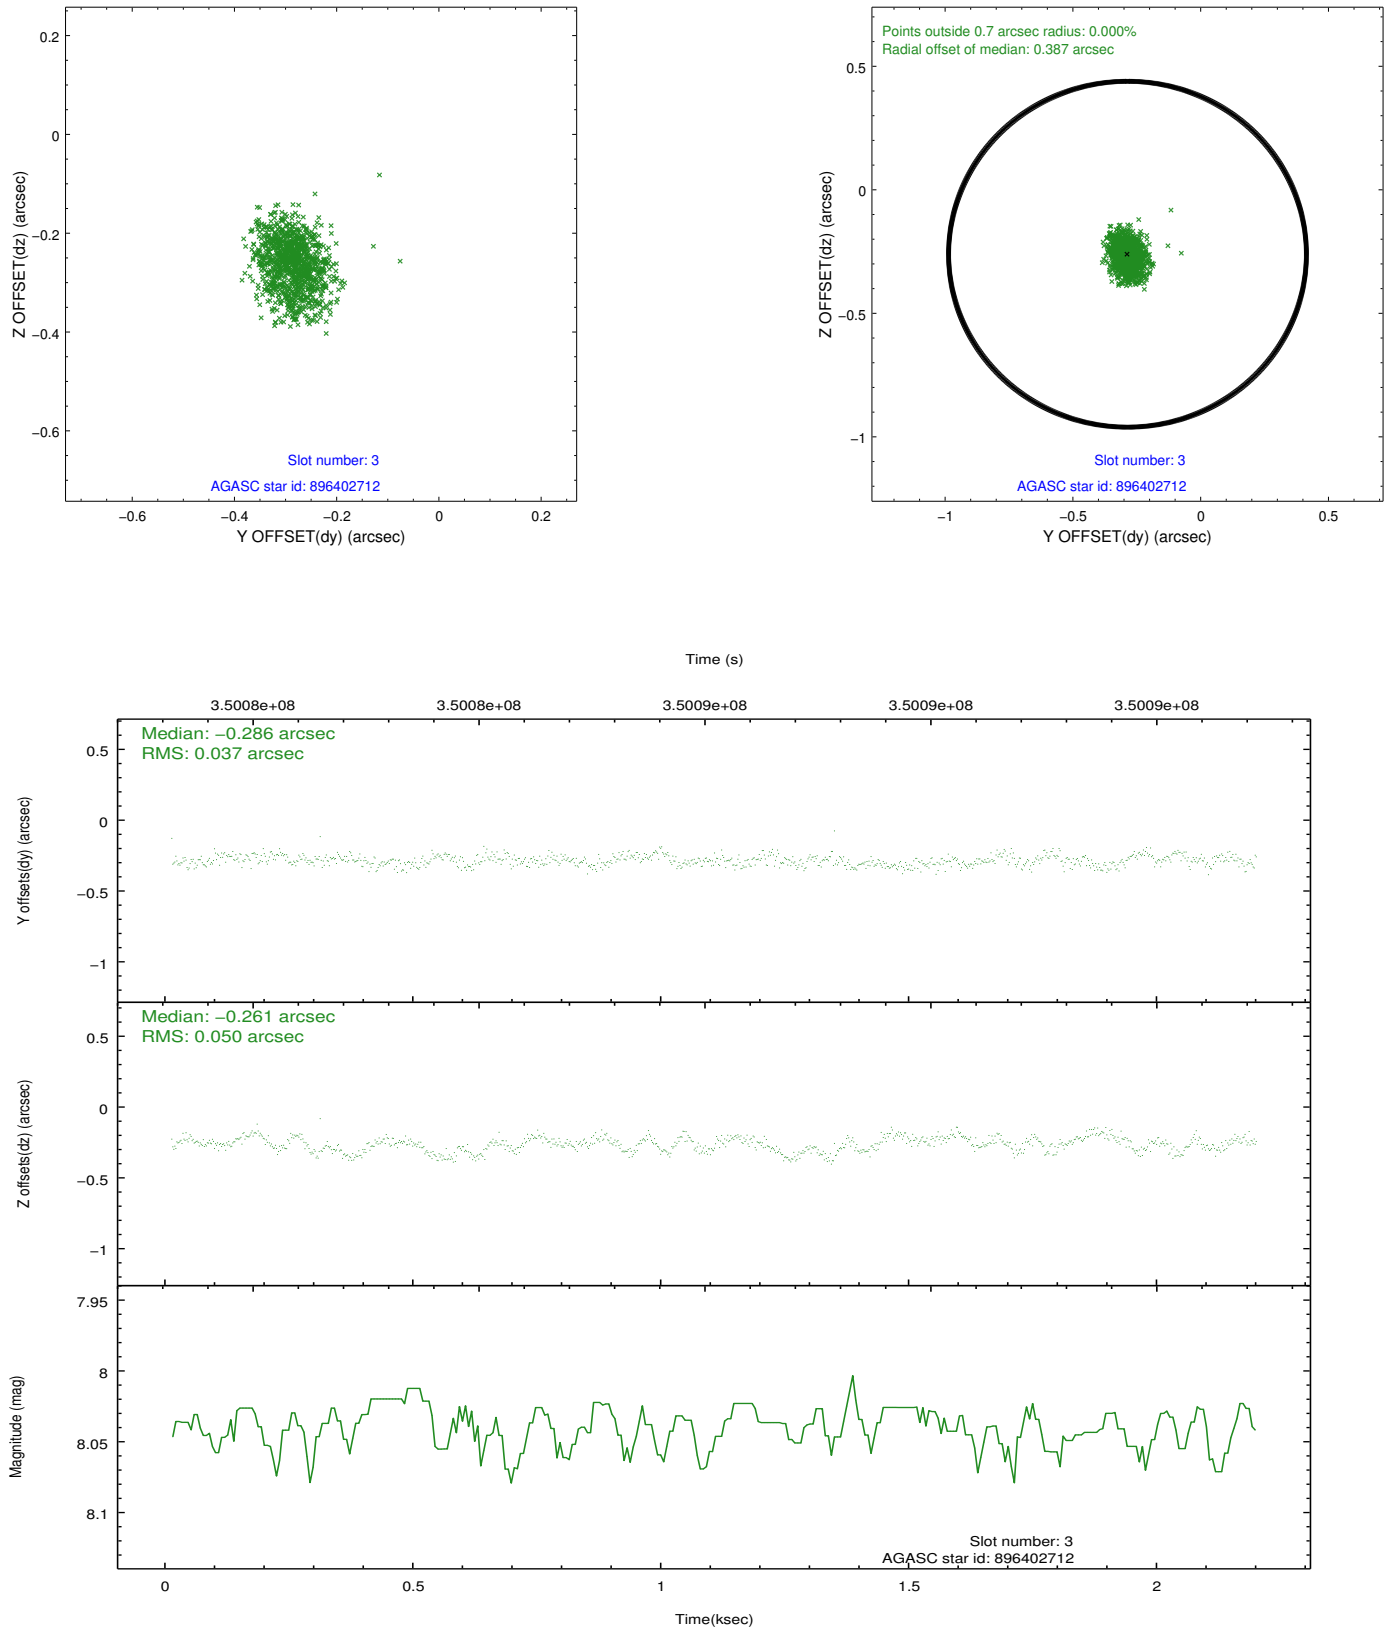 0.2
0
−0.2
−0.4
−0.6
Z OFFSET(dz) (arcsec)
Slot number: 3
AGASC star id: 896402712
−0.6
−0.4
−0.2
0
0.2
Y OFFSET(dy) (arcsec)
Points outside 0.7 arcsec radius: 0.000%
Radial offset of median: 0.387 arcsec
0.5
0
−0.5
−1
Z OFFSET(dz) (arcsec)
Slot number: 3
AGASC star id: 896402712
−1
−0.5
0
0.5
Y OFFSET(dy) (arcsec)
Time (s)
3.5008e+08
3.5008e+08
3.5009e+08
3.5009e+08
3.5009e+08
Median: −0.286 arcsec
RMS: 0.037 arcsec
0.5
0
−0.5
−1
Y offsets(dy) (arcsec)
Median: −0.261 arcsec
RMS: 0.050 arcsec
0.5
0
−0.5
−1
Z offsets(dz) (arcsec)
7.95
8
8.05
8.1
Magnitude (mag)
Slot number: 3
AGASC star id: 896402712
0
0.5
1
1.5
2
Time(ksec)